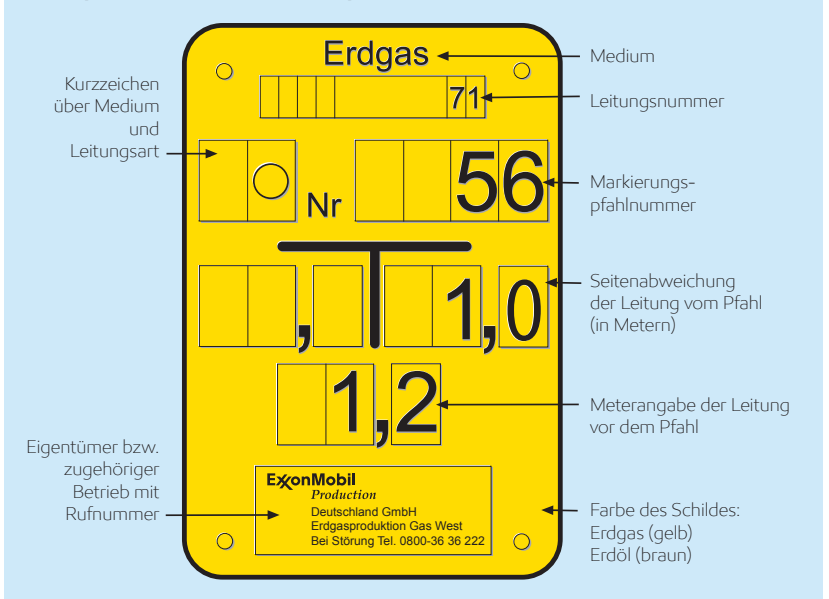 Erdgas
Medium
71
Leitungsnummer
Kurzzeichen
über Medium
und
Leitungsart
O
Nr
56
Markierungs-
pfahlnummer
, 1,0
Seitenabweichung
der Leitung vom Pfahl
(in Metern)
1,2
Meterangabe der Leitung
vor dem Pfahl
Eigentümer bzw.
zugehöriger
Betrieb mit
Rufnummer
ExxonMobil
Production
Deutschland GmbH
Erdgasproduktion Gas West
Bei Störung Tel. 0800-36 36 222
Farbe des Schildes:
Erdgas (gelb)
Erdöl (braun)